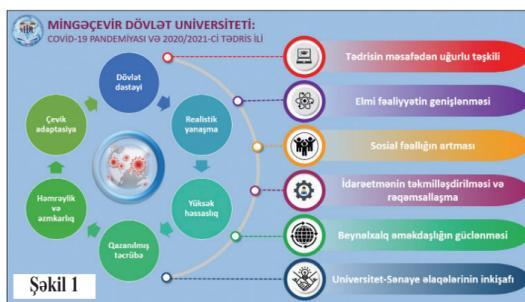 MİNGƏÇEVİR DÖVLƏT UNİVERSİTETİ:
COVID-19 PANDEMİYASI VƏ 2020/2021-Cİ TƏDRİS İLİ
Dövlət
dəstəyi
Realistik
yanaşma
Yüksək
həssaslıq
Qazanılmış
təcrübə
Həmrəylik
və
əzmkarlıq
Çevik
adaptasiya
Tədrisin məsafədən uğurlu təşkili
Elmi fəaliyyətin genişlənməsi
Sosial fəallığın artması
İdarəetmənin təkmilləşdirilməsi və
rəqəmsallaşma
Beynəlxalq əməkdaşlığın güclənməsi
Universitet-Sənaye əlaqələrinin inkişafı
Şəkil 1